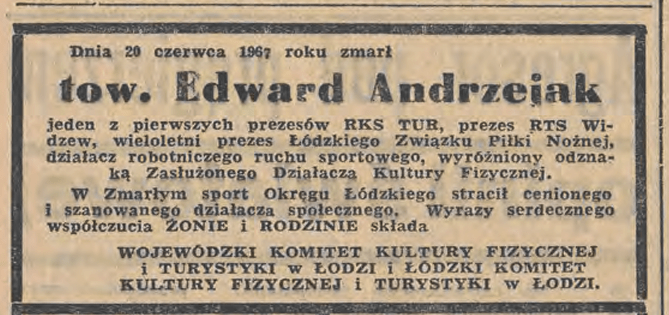 Dnia 20 czerwca 1967 roku zmarł
tow. Edward Andrzejak
jeden z pierwszych prezesów RKS TUR, prezes RTS Wi-
dzew, wieloletni prezes Łódzkiego Związku Piłki Nożnej,
działacz robotniczego ruchu sportowego, wyróżniony odzna-
ką Zasłużonego Działacza Kultury Fizycznej.
W Zmarłym sport Okręgu Łódzkiego stracił cenionego
i szanowanego działacza społecznego. Wyrazy serdecznego
współczucia ŻONIE i RODZINIE składa
WOJEWÓDZKI KOMITET KULTURY FIZYCZNEJ
i TURYSTYKI w ŁODZI i ŁÓDZKI KOMITET
KULTURY FIZYCZNEJ i TURYSTYKI w ŁODZI.